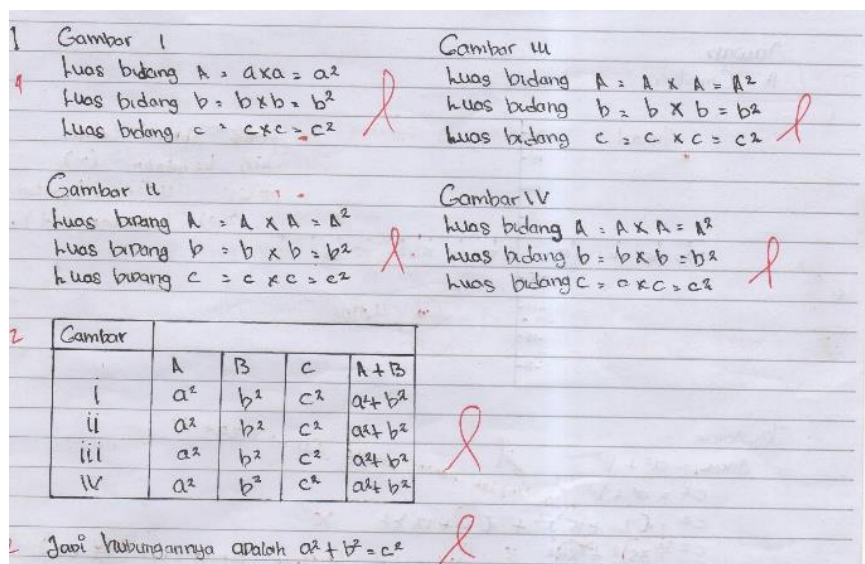 1 Gambar I
Luas bidang A = axa = a²
Luas bidang b = bxb = b²
Luas bidang c = cxc = c²
Gambar II
Luas bidang A = A x A = A²
Luas bidang b = b x b = b²
Luas bidang c = c x c = c²
Gambar III
Luas bidang A = A x A = A²
Luas bidang b = b x b = b²
Luas bidang c = c x c = c²
Gambar IV
Luas bidang A = A x A = A²
Luas bidang b = b x b = b²
Luas bidang c = c x c = c²
2 Gambar
A B C A + B
i a² b² c² a² + b²
ii a² b² c² a² + b²
iii a² b² c² a² + b²
IV a² b² c² a² + b²
Jadi hubungannya adalah a² + b² = c²